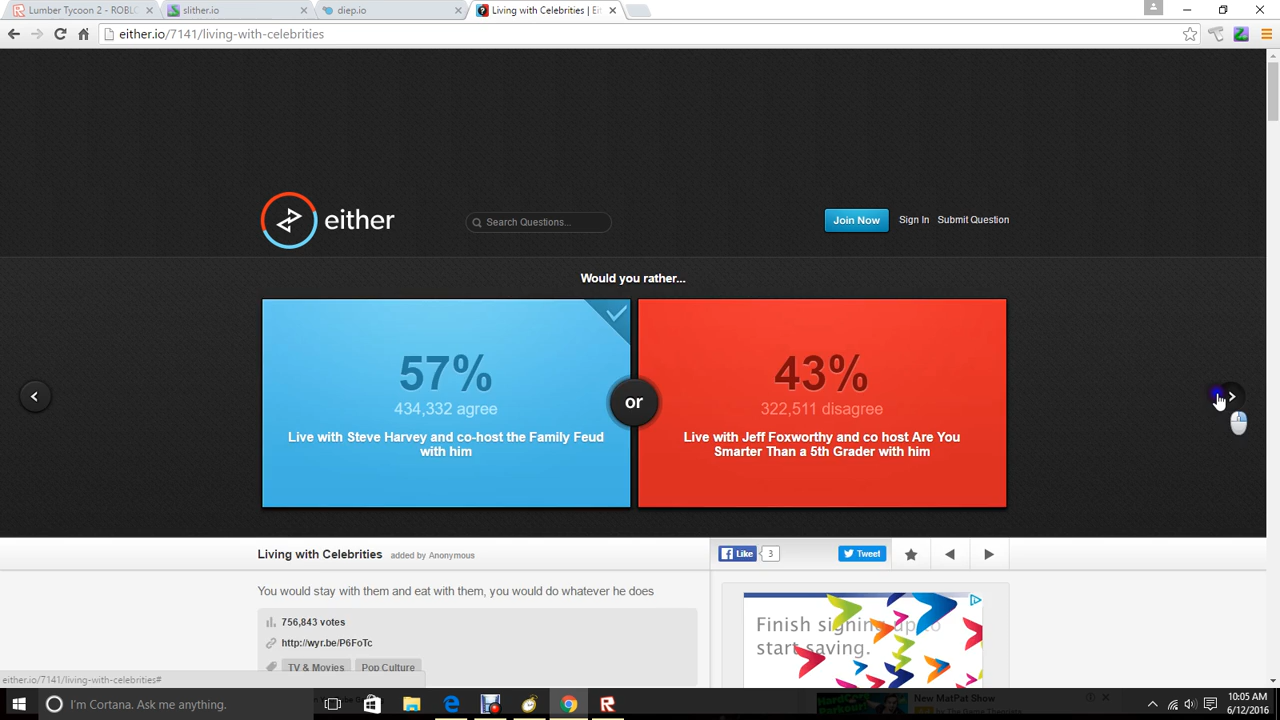 Lumber Tycoon 2 - ROBLO
slither.io
diep.io
Living with Celebrities | Eit
either.io/7141/living-with-celebrities
either
Search Questions...
Join Now
Sign In
Submit Question
Would you rather...
57%
434,332 agree
Live with Steve Harvey and co-host the Family Feud
with him
or
43%
322,511 disagree
Live with Jeff Foxworthy and co host Are You
Smarter Than a 5th Grader with him
Living with Celebrities
added by Anonymous
Like
3
Tweet
You would stay with them and eat with them, you would do whatever he does
756,843 votes
http://wyr.be/P6FoTc
TV & Movies
Pop Culture
Finish signing up to
start saving.
either.io/7141/living-with-celebrities#
I'm Cortana. Ask me anything.
New MatPat Show
10:05 AM
6/12/2016